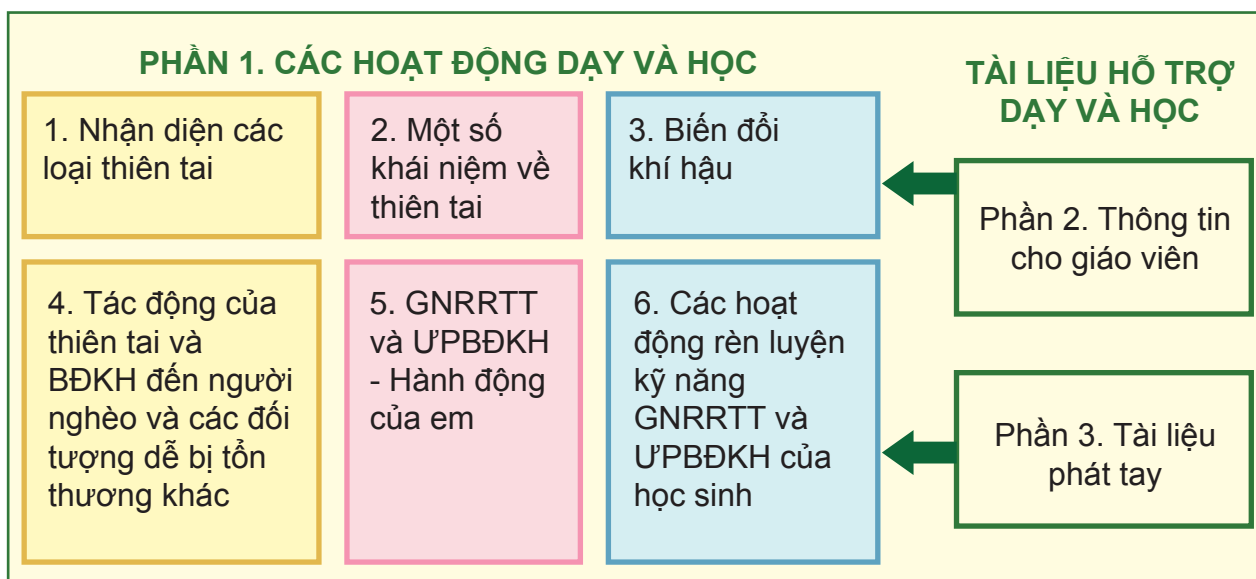 PHẦN 1. CÁC HOẠT ĐỘNG DẠY VÀ HỌC
1. Nhận diện các
loại thiên tai
2. Một số
khái niệm về
thiên tai
3. Biến đổi
khí hậu
4. Tác động của
thiên tai và
BĐKH đến người
nghèo và các đối
tượng dễ bị tổn
thương khác
5. GNRRTT
và ƯPBĐKH
- Hành động
của em
6. Các hoạt
động rèn luyện
kỹ năng
GNRRTT và
ƯPBĐKH của
học sinh
TÀI LIỆU HỖ TRỢ
DẠY VÀ HỌC
Phần 2. Thông tin
cho giáo viên
Phần 3. Tài liệu
phát tay